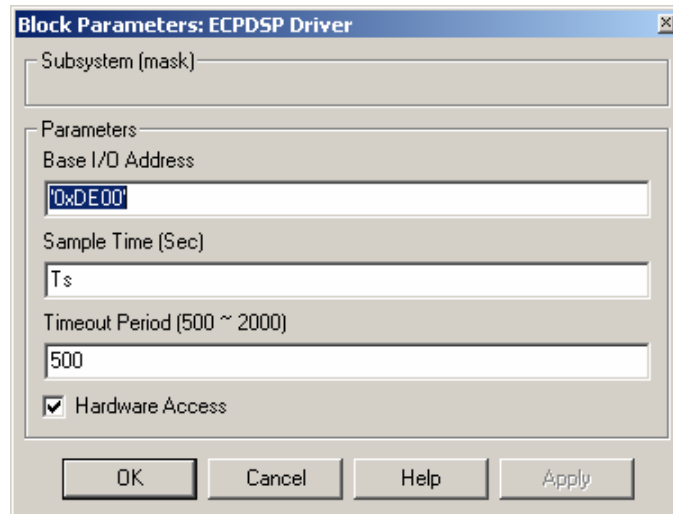 Block Parameters: ECPDSP Driver
Subsystem (mask)
Parameters
Base I/O Address
'0xDE00'
Sample Time (Sec)
Ts
Timeout Period (500 ~ 2000)
500
Hardware Access
OK Cancel Help Apply